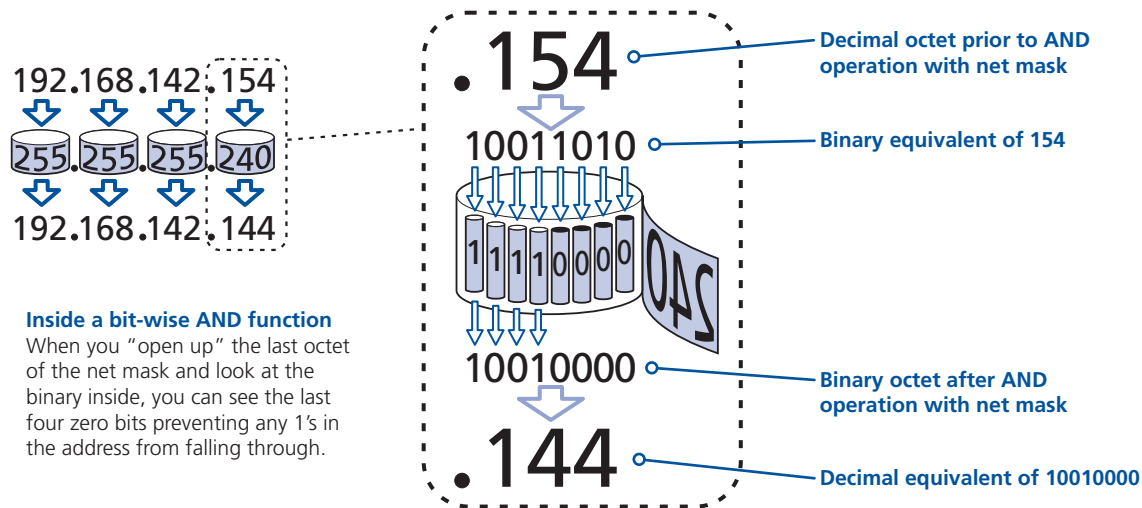 192.168.142.154
255.255.255.240
192.168.142.144
Inside a bit-wise AND function
When you “open up” the last octet
of the net mask and look at the
binary inside, you can see the last
four zero bits preventing any 1’s in
the address from falling through.
.154
10011010
11110000
240
10010000
.144
Decimal octet prior to AND
operation with net mask
Binary equivalent of 154
Binary octet after AND
operation with net mask
Decimal equivalent of 10010000